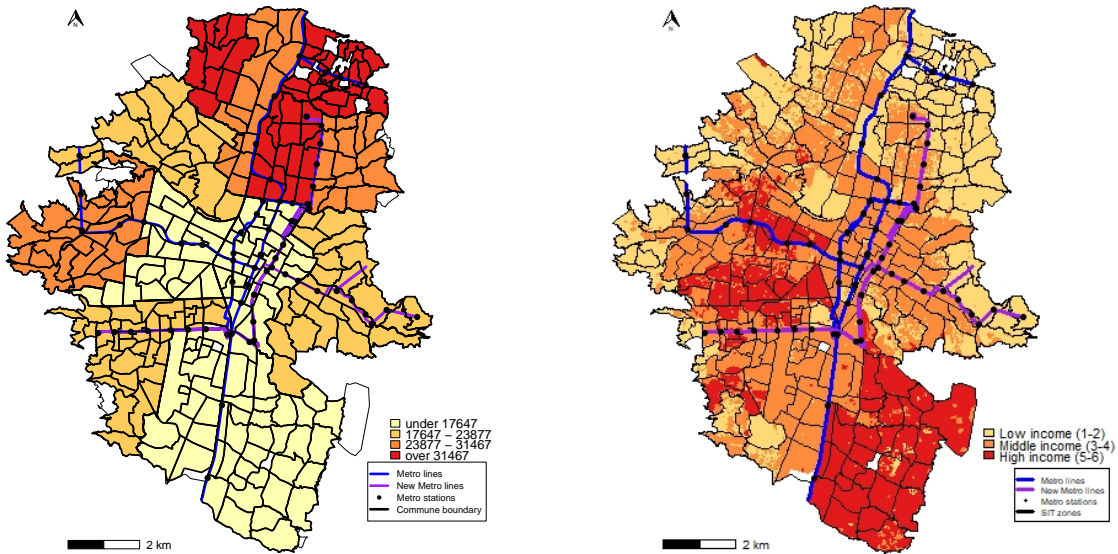 N
under 17647
17647 − 23877
23877 − 31467
over 31467
Metro lines
New Metro lines
Metro stations
Commune boundary
2 km
N
Low income (1-2)
Middle income (3-4)
High income (5-6)
Metro lines
New Metro lines
Metro stations
SIT zones
2 km